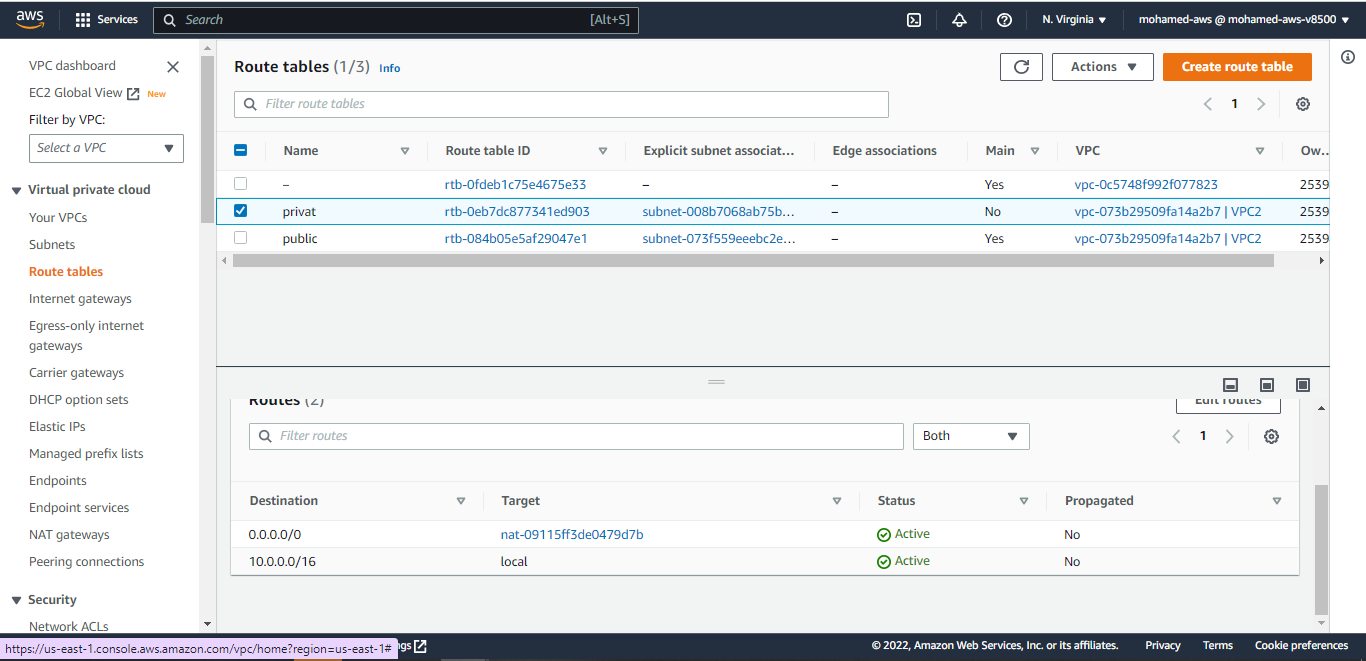 aws Services Search [Alt+S] N. Virginia mohamed-aws @ mohamed-aws-v8500
VPC dashboard
EC2 Global View New
Filter by VPC:
Select a VPC
Virtual private cloud
Your VPCs
Subnets
Route tables
Internet gateways
Egress-only internet
gateways
Carrier gateways
DHCP option sets
Elastic IPs
Managed prefix lists
Endpoints
Endpoint services
NAT gateways
Peering connections
Security
Network ACLs
Route tables (1/3) Info Actions Create route table
Filter route tables 1
Name Route table ID Explicit subnet associat... Edge associations Main VPC Ow...
– rtb-0fdeb1c75e4675e33 – – Yes vpc-0c5748f992f077823 2539
privat rtb-0eb7dc877341ed903 subnet-008b7068ab75b... – No vpc-073b29509fa14a2b7 | VPC2 2539
public rtb-084b05e5af29047e1 subnet-073f559eeebc2e... – Yes vpc-073b29509fa14a2b7 | VPC2 2539
Routes (2) Edit routes
Filter routes Both 1
Destination Target Status Propagated
0.0.0.0/0 nat-09115ff3de0479d7b Active No
10.0.0.0/16 local Active No
https://us-east-1.console.aws.amazon.com/vpc/home?region=us-east-1# ngs © 2022, Amazon Web Services, Inc. or its affiliates. Privacy Terms Cookie preferences